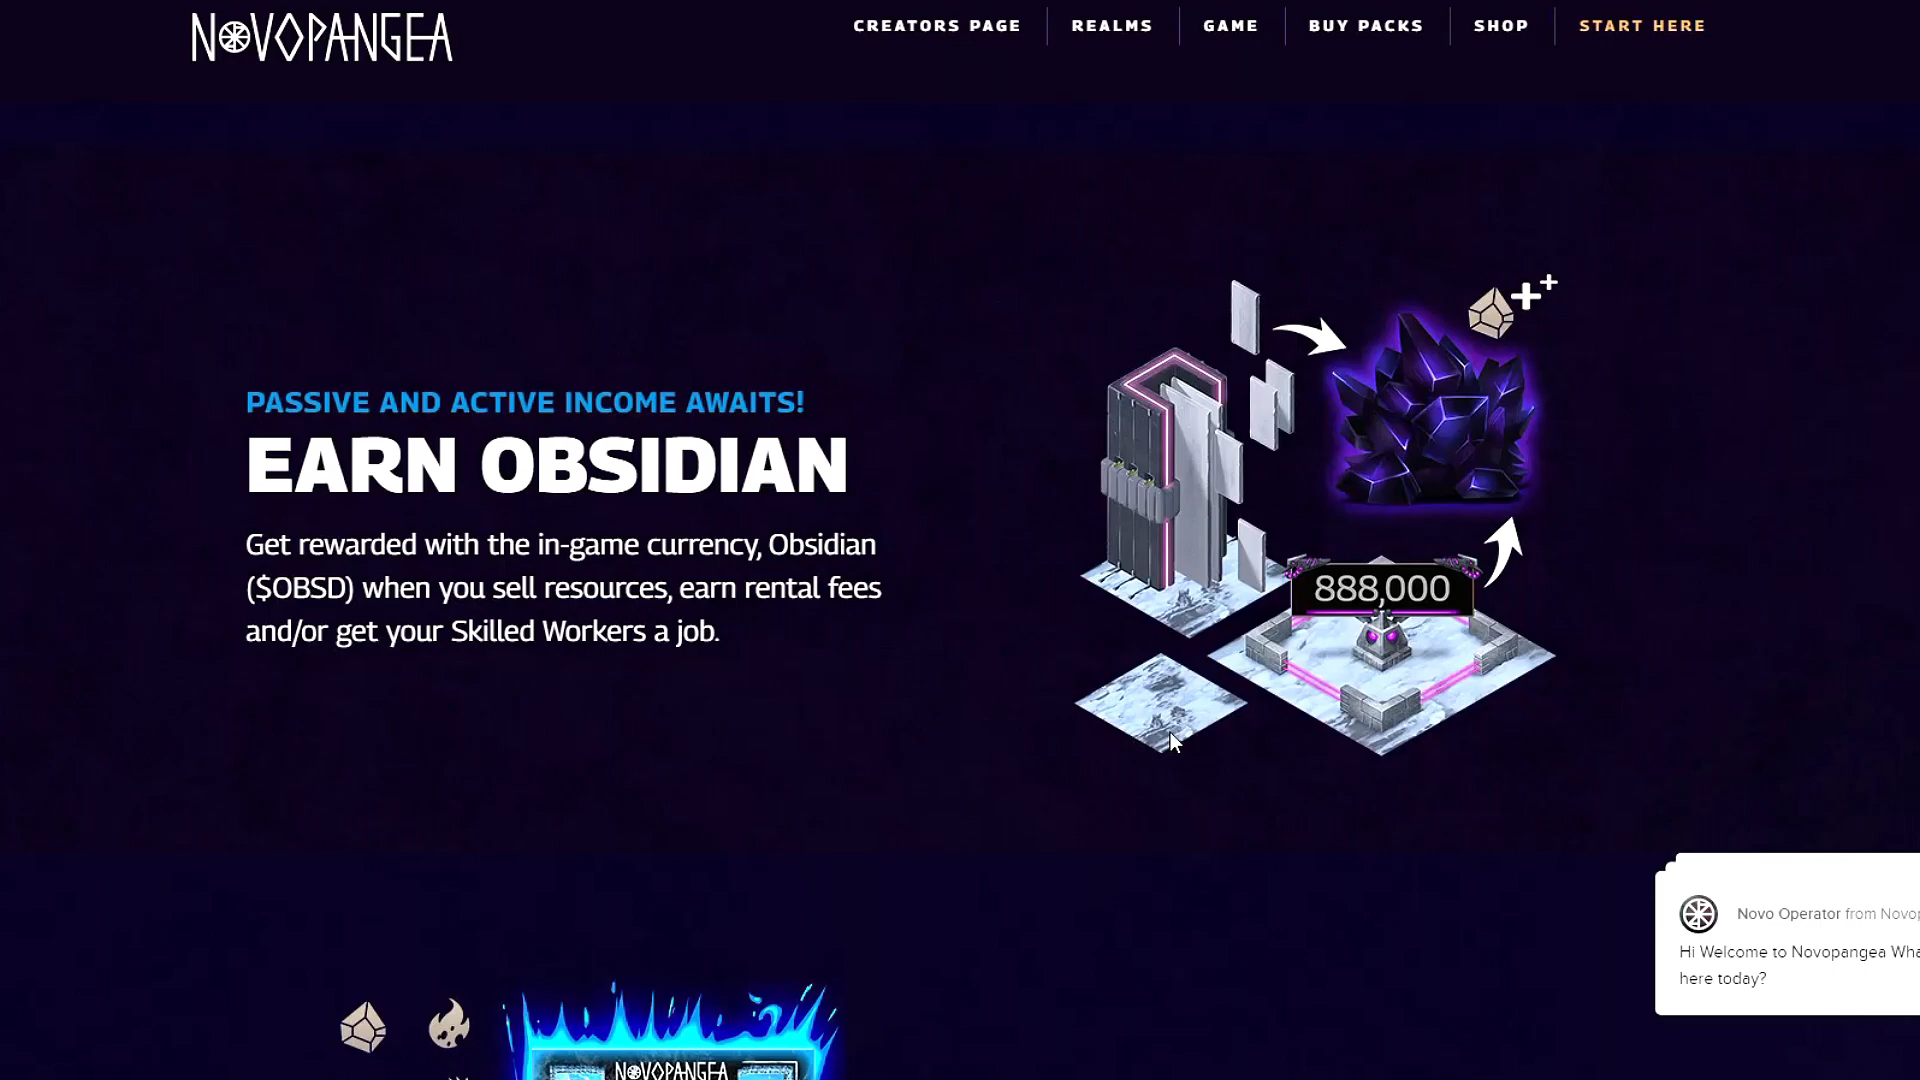 NOVOPANGEA
CREATORS PAGE
REALMS
GAME
BUY PACKS
SHOP
START HERE
PASSIVE AND ACTIVE INCOME AWAITS!
EARN OBSIDIAN
Get rewarded with the in-game currency, Obsidian
($OBSD) when you sell resources, earn rental fees
and/or get your Skilled Workers a job.
888,000
Novo Operator from
Hi Welcome to Novopangea
here today?
NOVOPANGEA